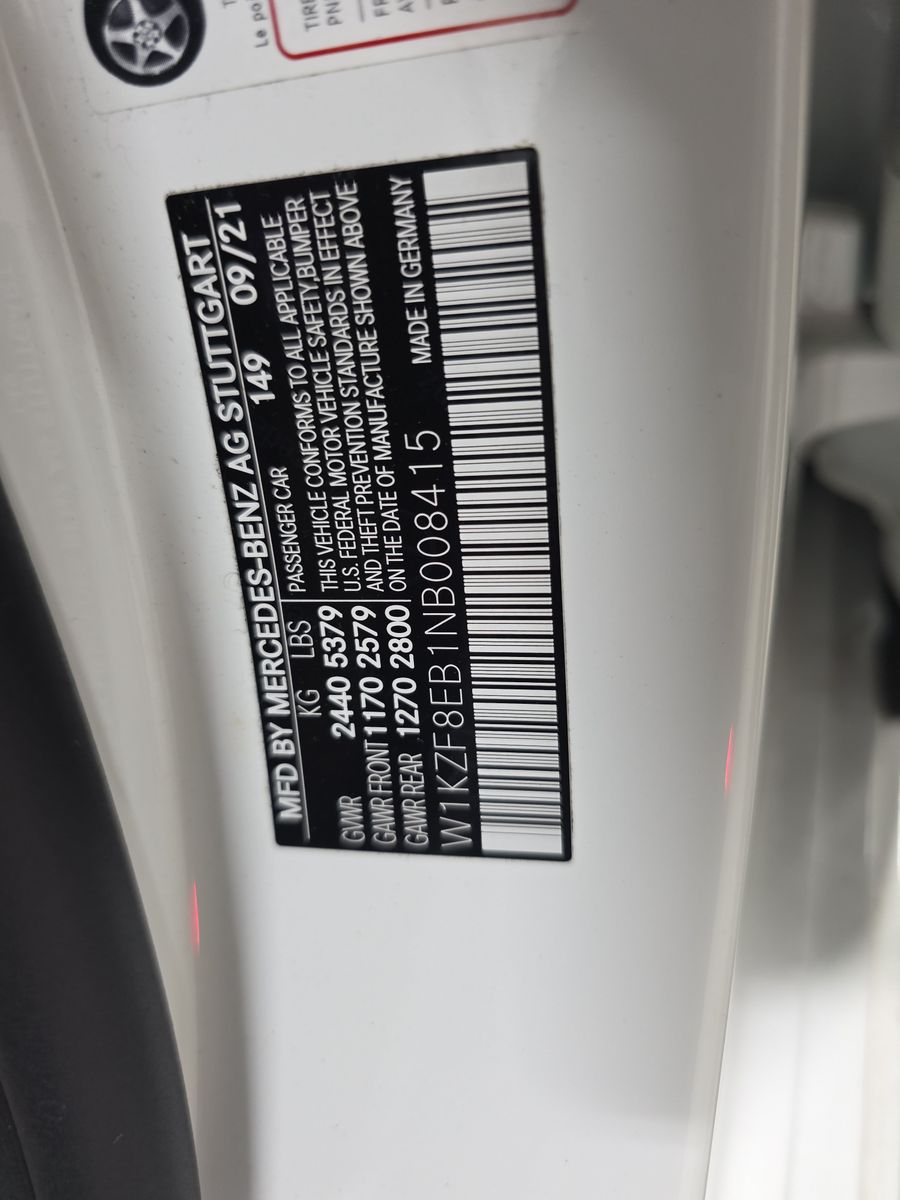 MFD BY MERCEDES-BENZ AG STUTTGART
KG LBS PASSENGER CAR 149 09/21
GVWR 2440 5379
GAWR FRONT 1170 2579
GAWR REAR 1270 2800
THIS VEHICLE CONFORMS TO ALL APPLICABLE
U.S. FEDERAL MOTOR VEHICLE SAFETY,BUMPER
AND THEFT PREVENTION STANDARDS IN EFFECT
ON THE DATE OF MANUFACTURE SHOWN ABOVE
W1KZF8EB1NB008415 MADE IN GERMANY
Le